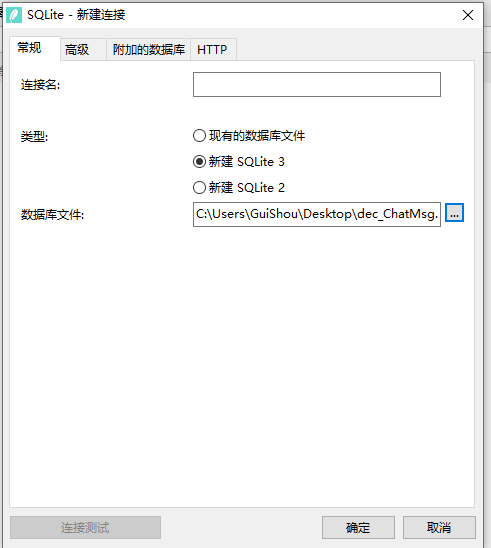 SQLite - 新建连接
常规 高级 附加的数据库 HTTP
连接名:
类型: 现有的数据库文件
新建 SQLite 3
新建 SQLite 2
数据库文件: C:\Users\GuiShou\Desktop\dec_ChatMsg. ...
连接测试 确定 取消